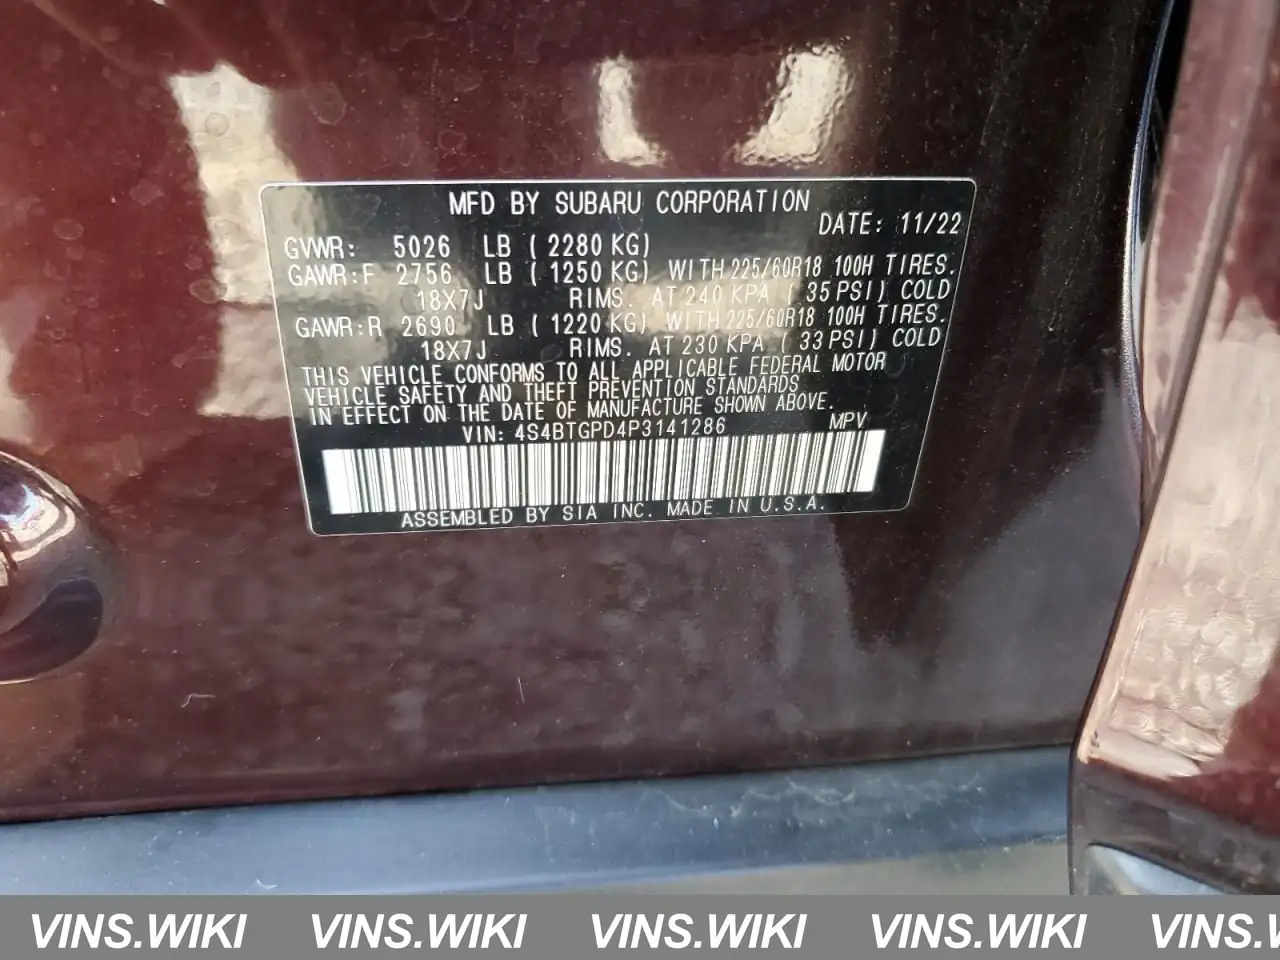 MFD BY SUBARU CORPORATION
DATE: 11/22
GVWR: 5026 LB ( 2280 KG)
GAWR:F 2756 LB ( 1250 KG) WITH 225/60R18 100H TIRES.
18X7J RIMS. AT 240 KPA ( 35 PSI) COLD
GAWR:R 2690 LB ( 1220 KG) WITH 225/60R18 100H TIRES.
18X7J RIMS. AT 230 KPA ( 33 PSI) COLD
THIS VEHICLE CONFORMS TO ALL APPLICABLE FEDERAL MOTOR
VEHICLE SAFETY AND THEFT PREVENTION STANDARDS
IN EFFECT ON THE DATE OF MANUFACTURE SHOWN ABOVE.
VIN: 4S4BTGPD4P3141286 MPV
ASSEMBLED BY SIA INC. MADE IN U.S.A.
VINS.WIKI VINS.WIKI VINS.WIKI VINS.WIKI VINS.W